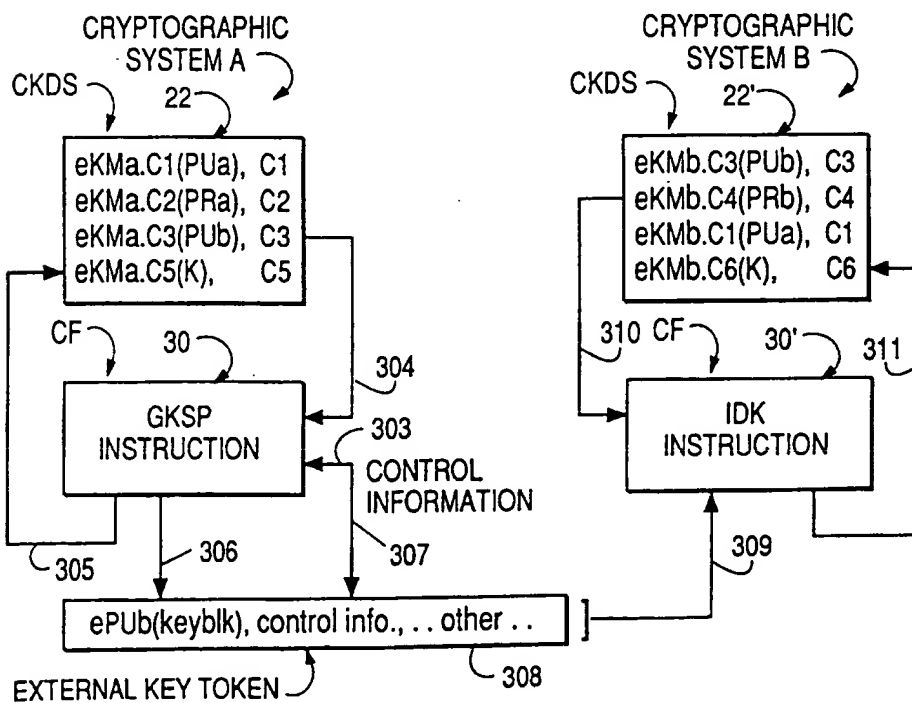 CRYPTOGRAPHIC
SYSTEM A
CKDS
22
eKMa.C1(PUa), C1
eKMa.C2(PRa), C2
eKMa.C3(PUb), C3
eKMa.C5(K), C5
CF
30
304
GKSP
INSTRUCTION
303
CONTROL
INFORMATION
305
306
307
ePUb(keyblk), control info., . . other . .
]
EXTERNAL KEY TOKEN
308
CRYPTOGRAPHIC
SYSTEM B
CKDS
22'
eKMb.C3(PUb), C3
eKMb.C4(PRb), C4
eKMb.C1(PUa), C1
eKMb.C6(K), C6
310
CF
30'
311
IDK
INSTRUCTION
309